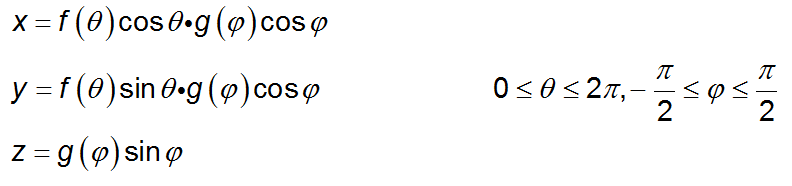 x = f(θ)cosθ•g(φ)cosφ
y = f(θ)sinθ•g(φ)cosφ
0 ≤ θ ≤ 2π, -π/2 ≤ φ ≤ π/2
z = g(φ)sinφ